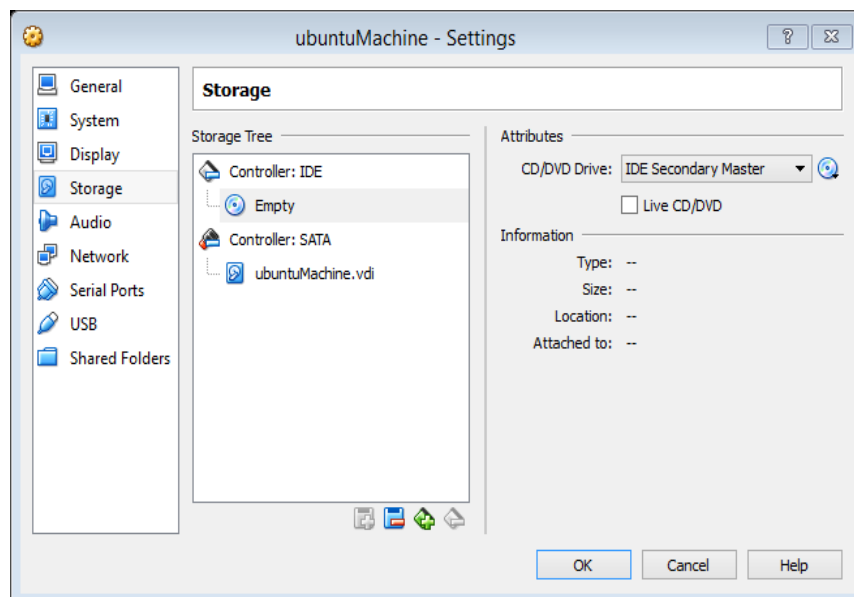 ubuntuMachine - Settings
General
System
Display
Storage
Audio
Network
Serial Ports
USB
Shared Folders
Storage
Storage Tree
Controller: IDE
Empty
Controller: SATA
ubuntuMachine.vdi
Attributes
CD/DVD Drive: IDE Secondary Master
Live CD/DVD
Information
Type: --
Size: --
Location: --
Attached to: --
OK Cancel Help